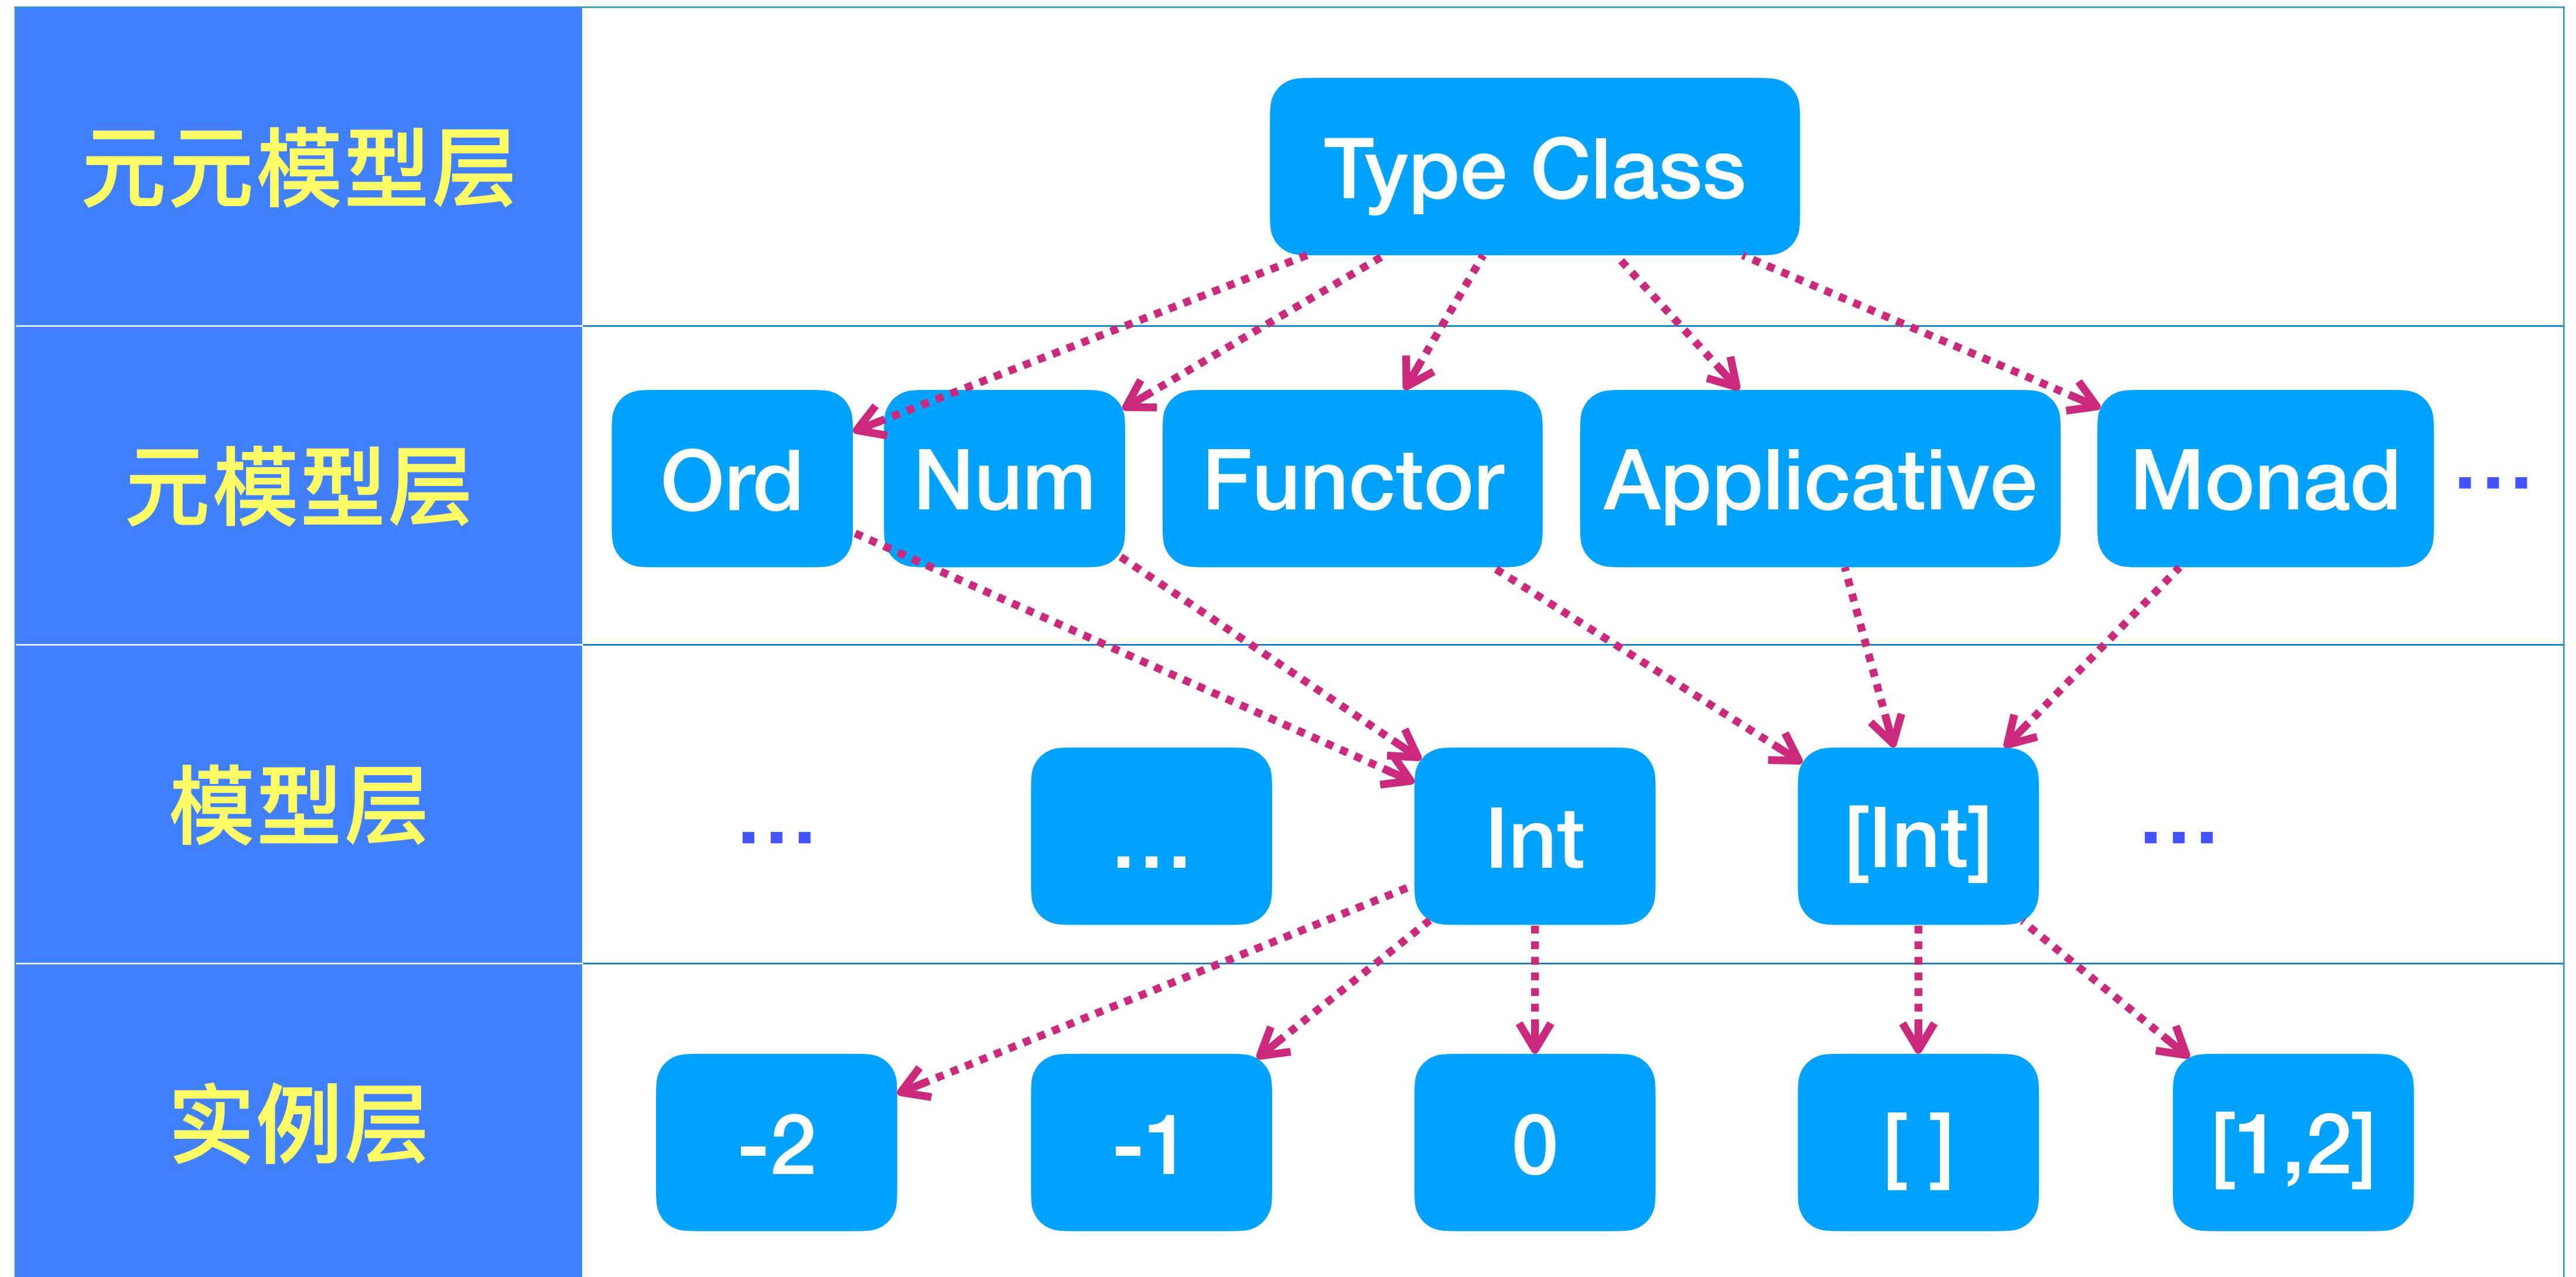 元元模型层
Type Class
元模型层
Ord Num Functor Applicative Monad ...
模型层
... ... Int [Int] ...
实例层
-2 -1 0 [ ] [1,2]